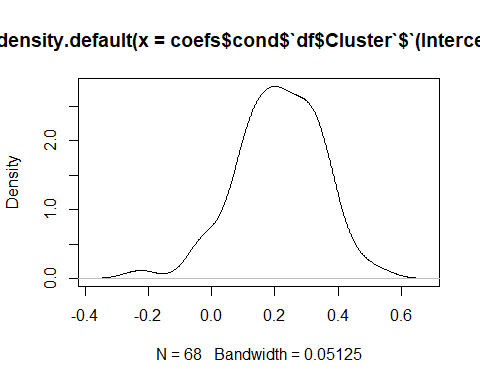 density.default(x = coefs$cond$`df$Cluster`$`(Interce
Density
0.0 1.0 2.0
-0.4 -0.2 0.0 0.2 0.4 0.6
N = 68 Bandwidth = 0.05125